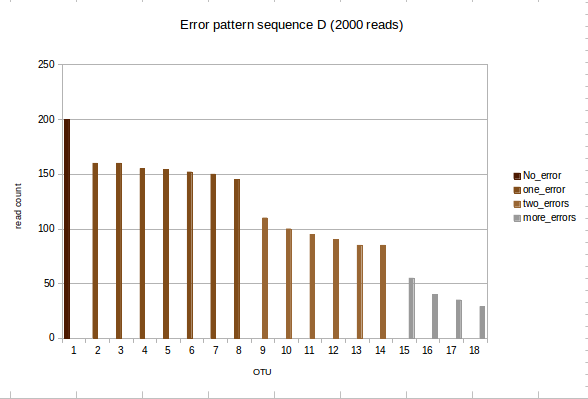 Error pattern sequence D (2000 reads)
250
200
150
100
50
0
read count
1 2 3 4 5 6 7 8 9 10 11 12 13 14 15 16 17 18
OTU
No_error
one_error
two_errors
more_errors